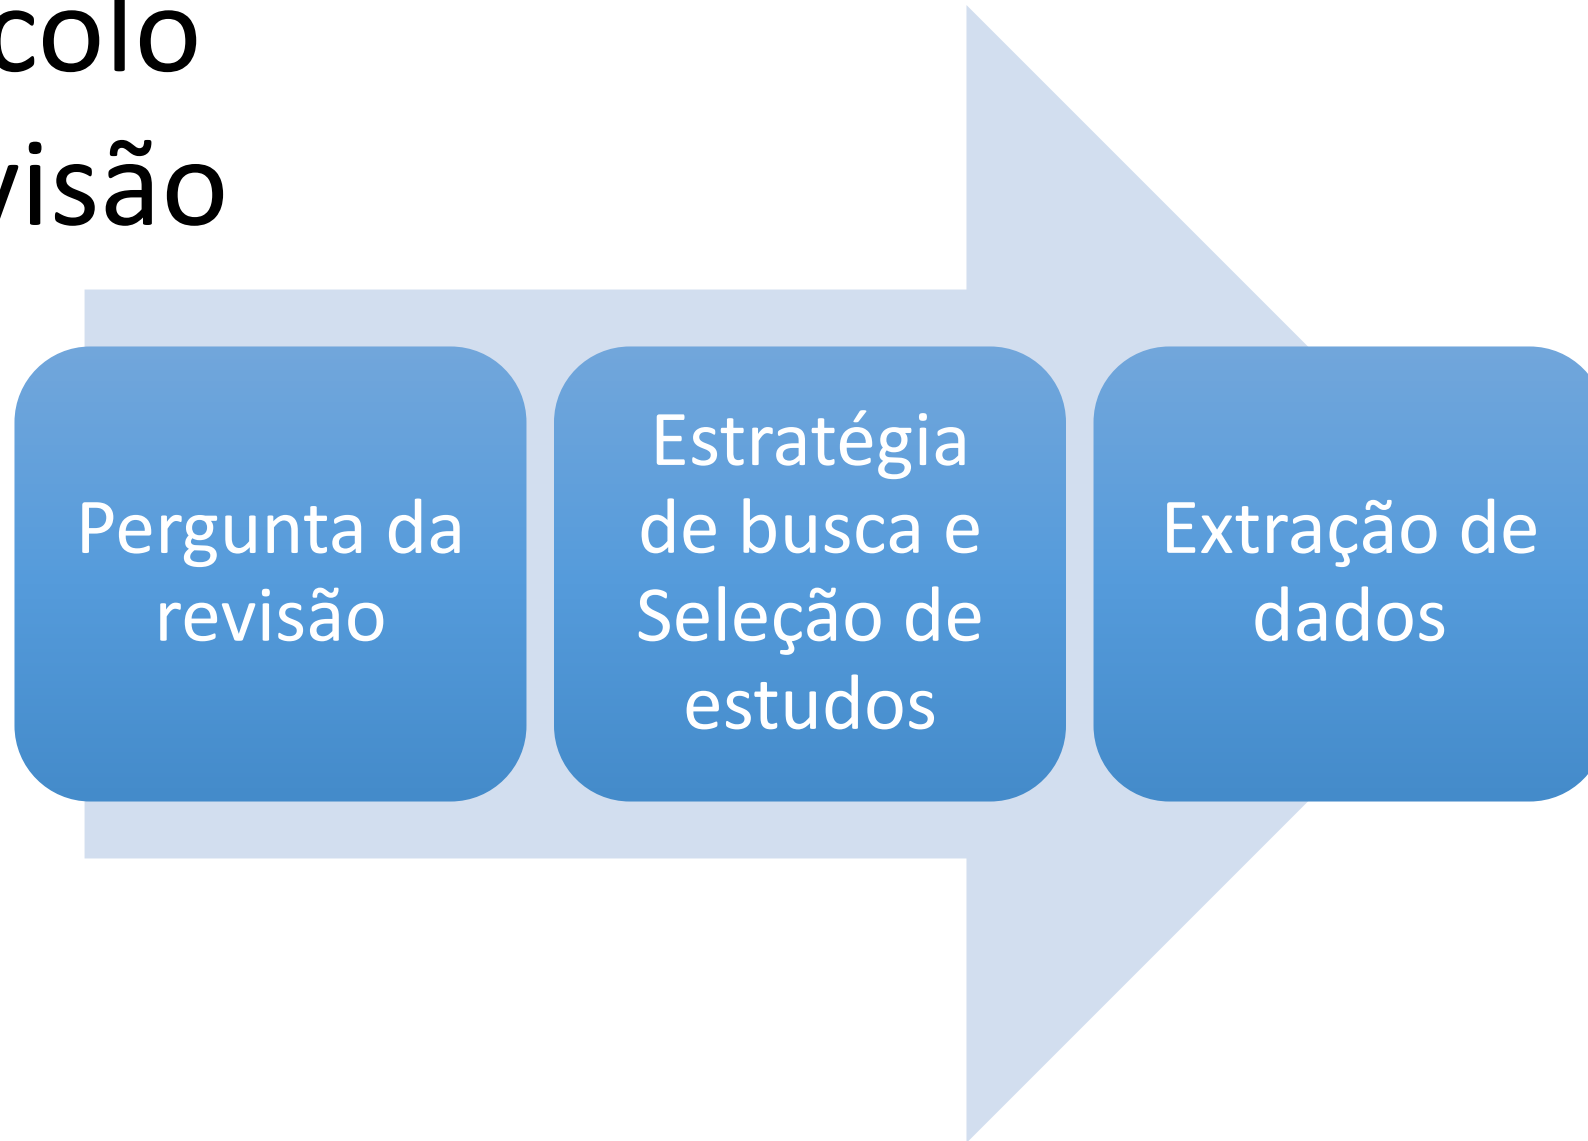 colo
visão
Pergunta da
revisão
Estratégia
de busca e
Seleção de
estudos
Extração de
dados